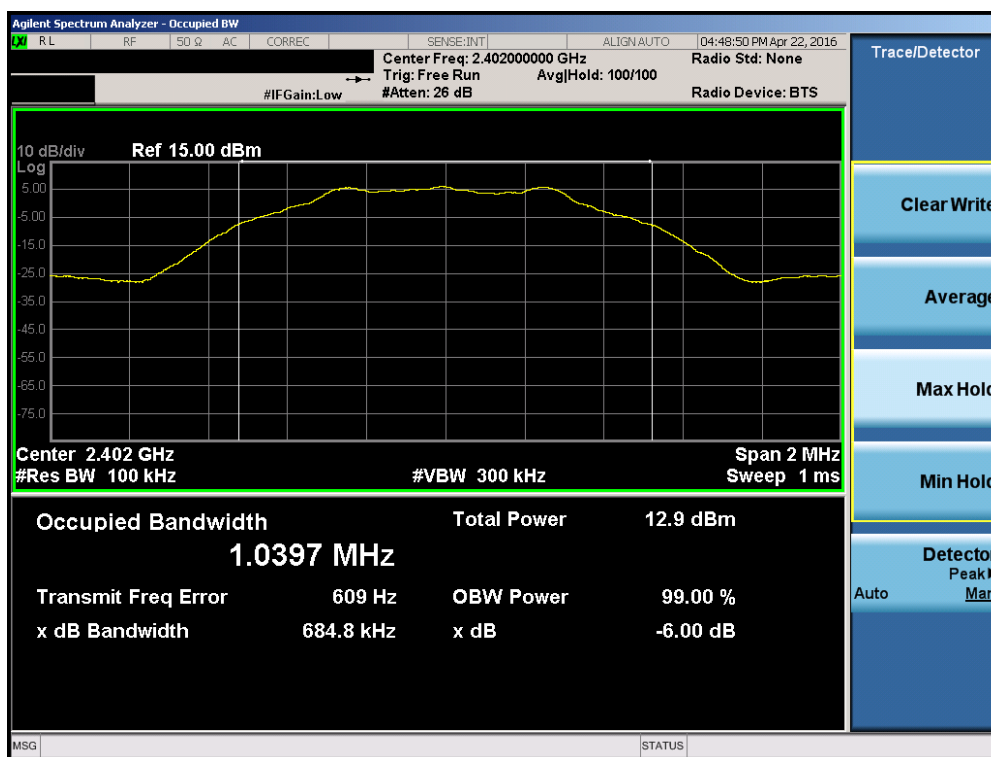 Agilent Spectrum Analyzer - Occupied BW
LXI RL RF 50 Ω AC CORREC SENSE:INT ALIGN AUTO 04:48:50 PM Apr 22, 2016
Center Freq: 2.402000000 GHz Radio Std: None
Trig: Free Run Avg|Hold: 100/100
#IFGain:Low #Atten: 26 dB Radio Device: BTS
10 dB/div Ref 15.00 dBm
Log
5.00
-5.00
-15.0
-25.0
-35.0
-45.0
-55.0
-65.0
-75.0
Center 2.402 GHz Span 2 MHz
#Res BW 100 kHz #VBW 300 kHz Sweep 1 ms
Occupied Bandwidth Total Power 12.9 dBm
1.0397 MHz
Transmit Freq Error 609 Hz OBW Power 99.00 %
x dB Bandwidth 684.8 kHz x dB -6.00 dB
MSG STATUS
Trace/Detector
Clear Write
Average
Max Hold
Min Hold
Detector
Peak
Auto Man